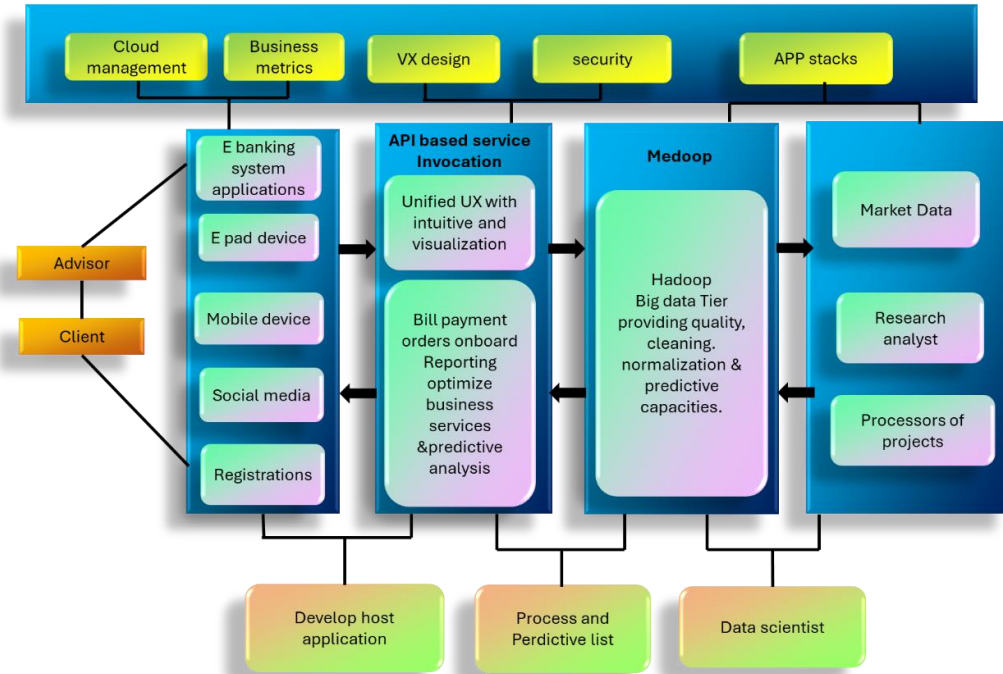 Cloud
management
Business
metrics
VX design
security
APP stacks
E banking
system
applications
E pad device
Mobile device
Social media
Registrations
Advisor
Client
API based service
Invocation
Unified UX with
intuitive and
visualization
Bill payment
orders onboard
Reporting
optimize
business
services
&predictive
analysis
Medoop
Hadoop
Big data Tier
providing quality,
cleaning.
normalization &
predictive
capacities.
Market Data
Research
analyst
Processors of
projects
Develop host
application
Process and
Perdictive list
Data scientist